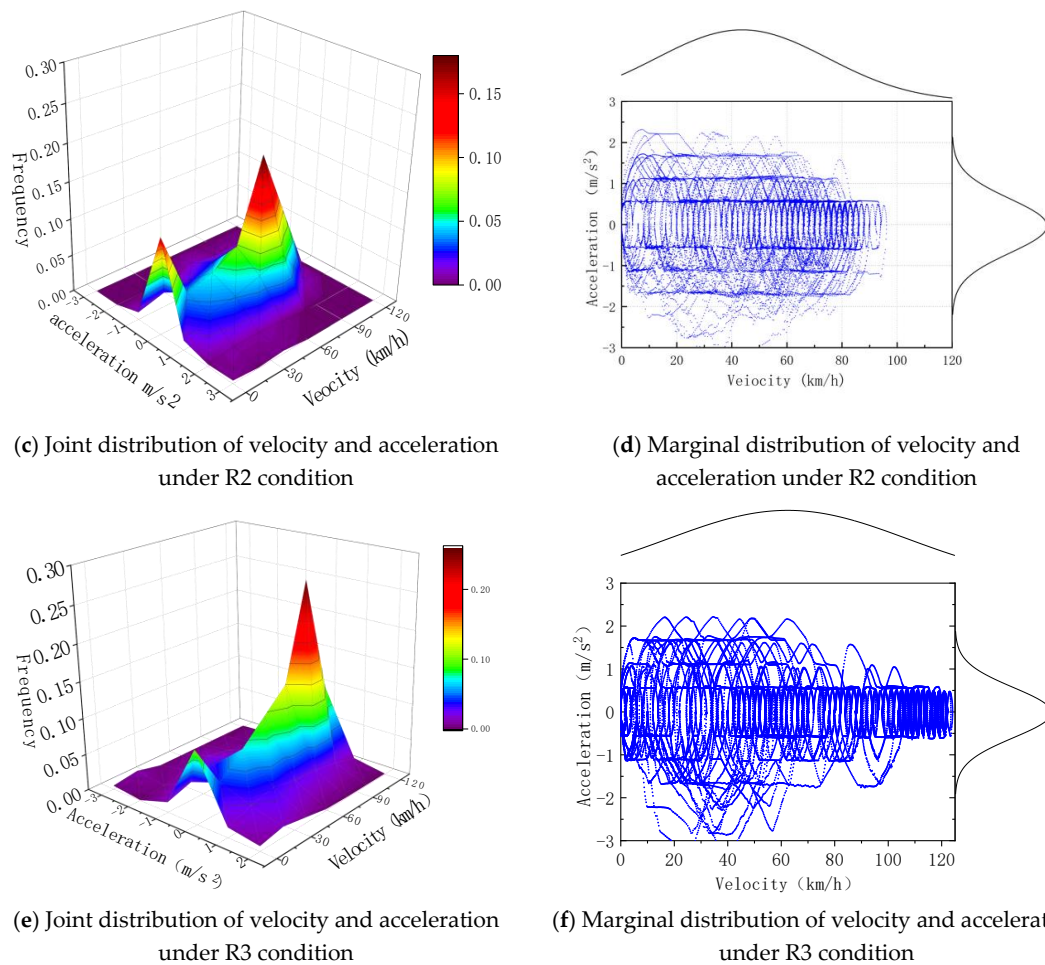 0.30
0.25
0.20
0.15
0.10
0.05
0.00
Frequency
-3
-2
-1
0
1
2
3
acceleration m/s2
0
30
60
90
120
Veocity (km/h)
0.15
0.10
0.05
0.00
3
2
1
0
-1
-2
-3
Acceleration (m/s²)
0 20 40 60 80 100 120
Veiocity (km/h)
(c) Joint distribution of velocity and acceleration
under R2 condition
(d) Marginal distribution of velocity and
acceleration under R2 condition
0.30
0.25
0.20
0.15
0.10
0.05
0.00
Frequency
-3
-2
-1
0
1
2
Acceleration (m/s²)
0
30
60
90
120
Velocity (km/h)
0.20
0.10
0.00
3
2
1
0
-1
-2
-3
Acceleration (m/s²)
0 20 40 60 80 100 120
Velocity (km/h)
(e) Joint distribution of velocity and acceleration
under R3 condition
(f) Marginal distribution of velocity and accelerat
under R3 condition